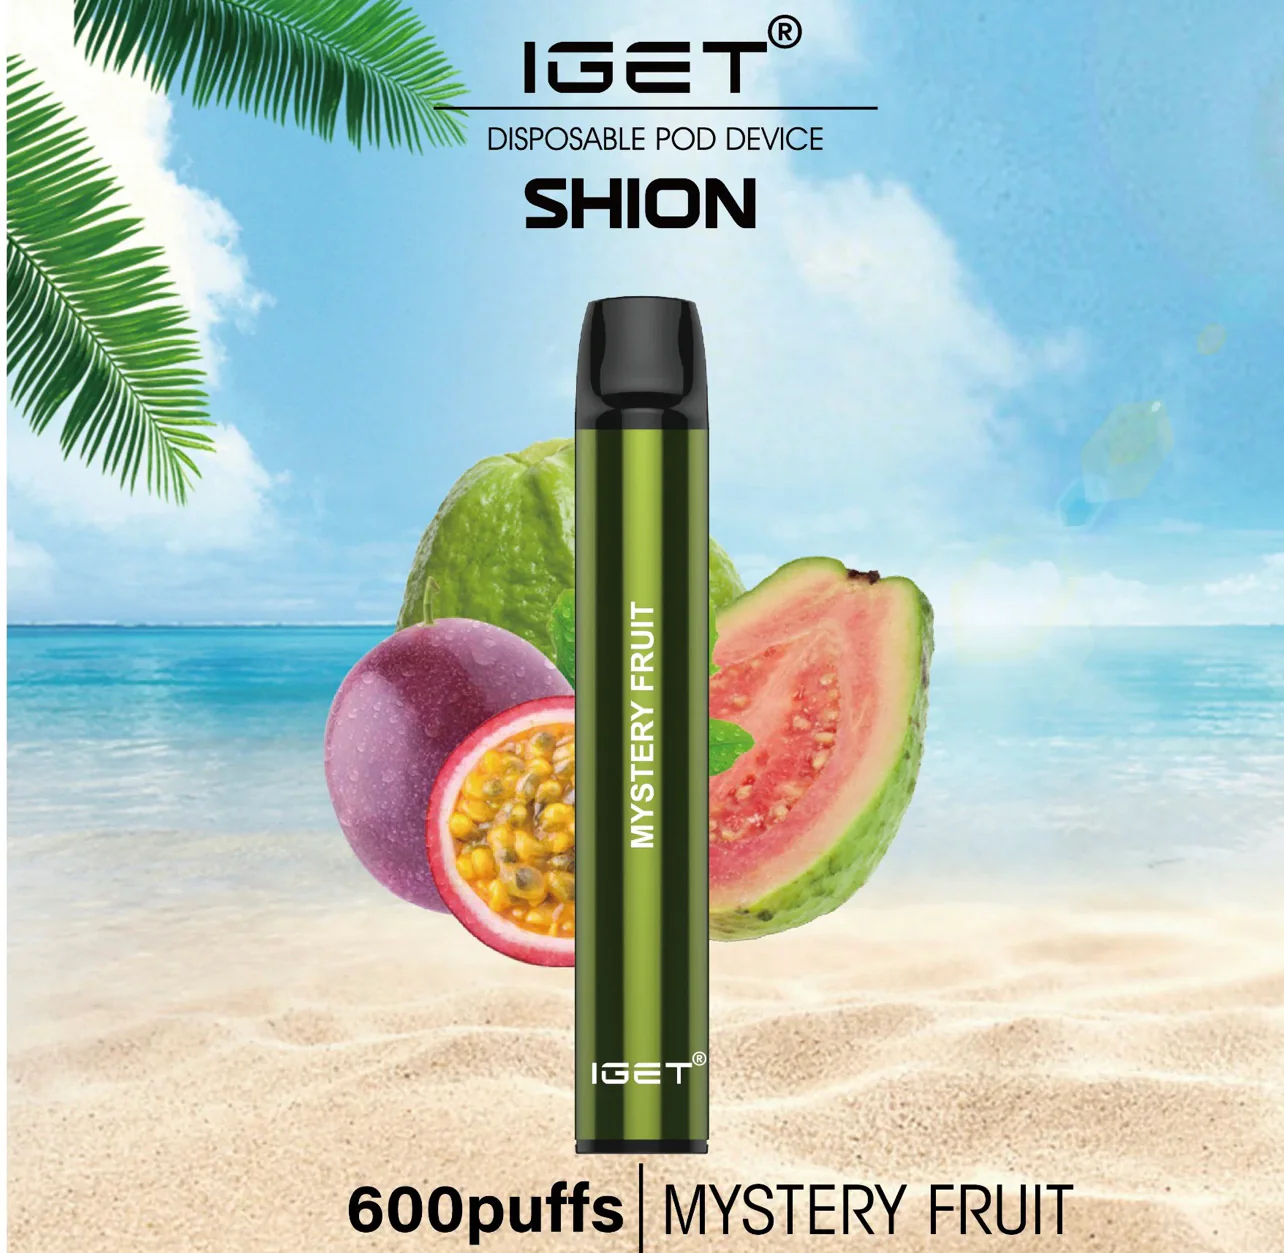 IGET®
DISPOSABLE POD DEVICE
SHION
MYSTERY FRUIT
IGET®
600puffs | MYSTERY FRUIT